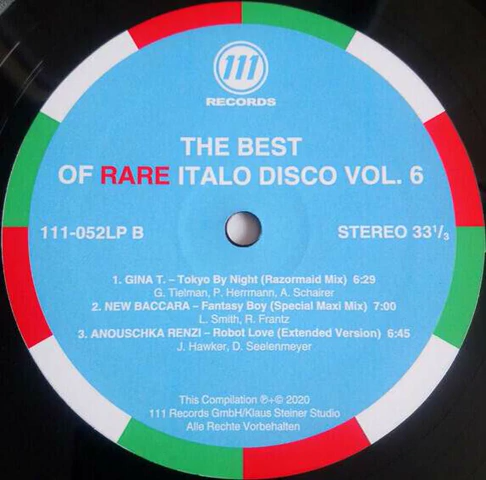 111
RECORDS
THE BEST
OF RARE ITALO DISCO VOL. 6
111-052LP B
STEREO 33¹/₃
1. GINA T. – Tokyo By Night (Razormaid Mix) 6:29
G. Tielman, P. Herrmann, A. Schairer
2. NEW BACCARA – Fantasy Boy (Special Maxi Mix) 7:00
L. Smith, R. Frantz
3. ANOUSCHKA RENZI – Robot Love (Extended Version) 6:45
J. Hawker, D. Seelenmeyer
This Compilation ℗+© 2020
111 Records GmbH/Klaus Steiner Studio
Alle Rechte Vorbehalten